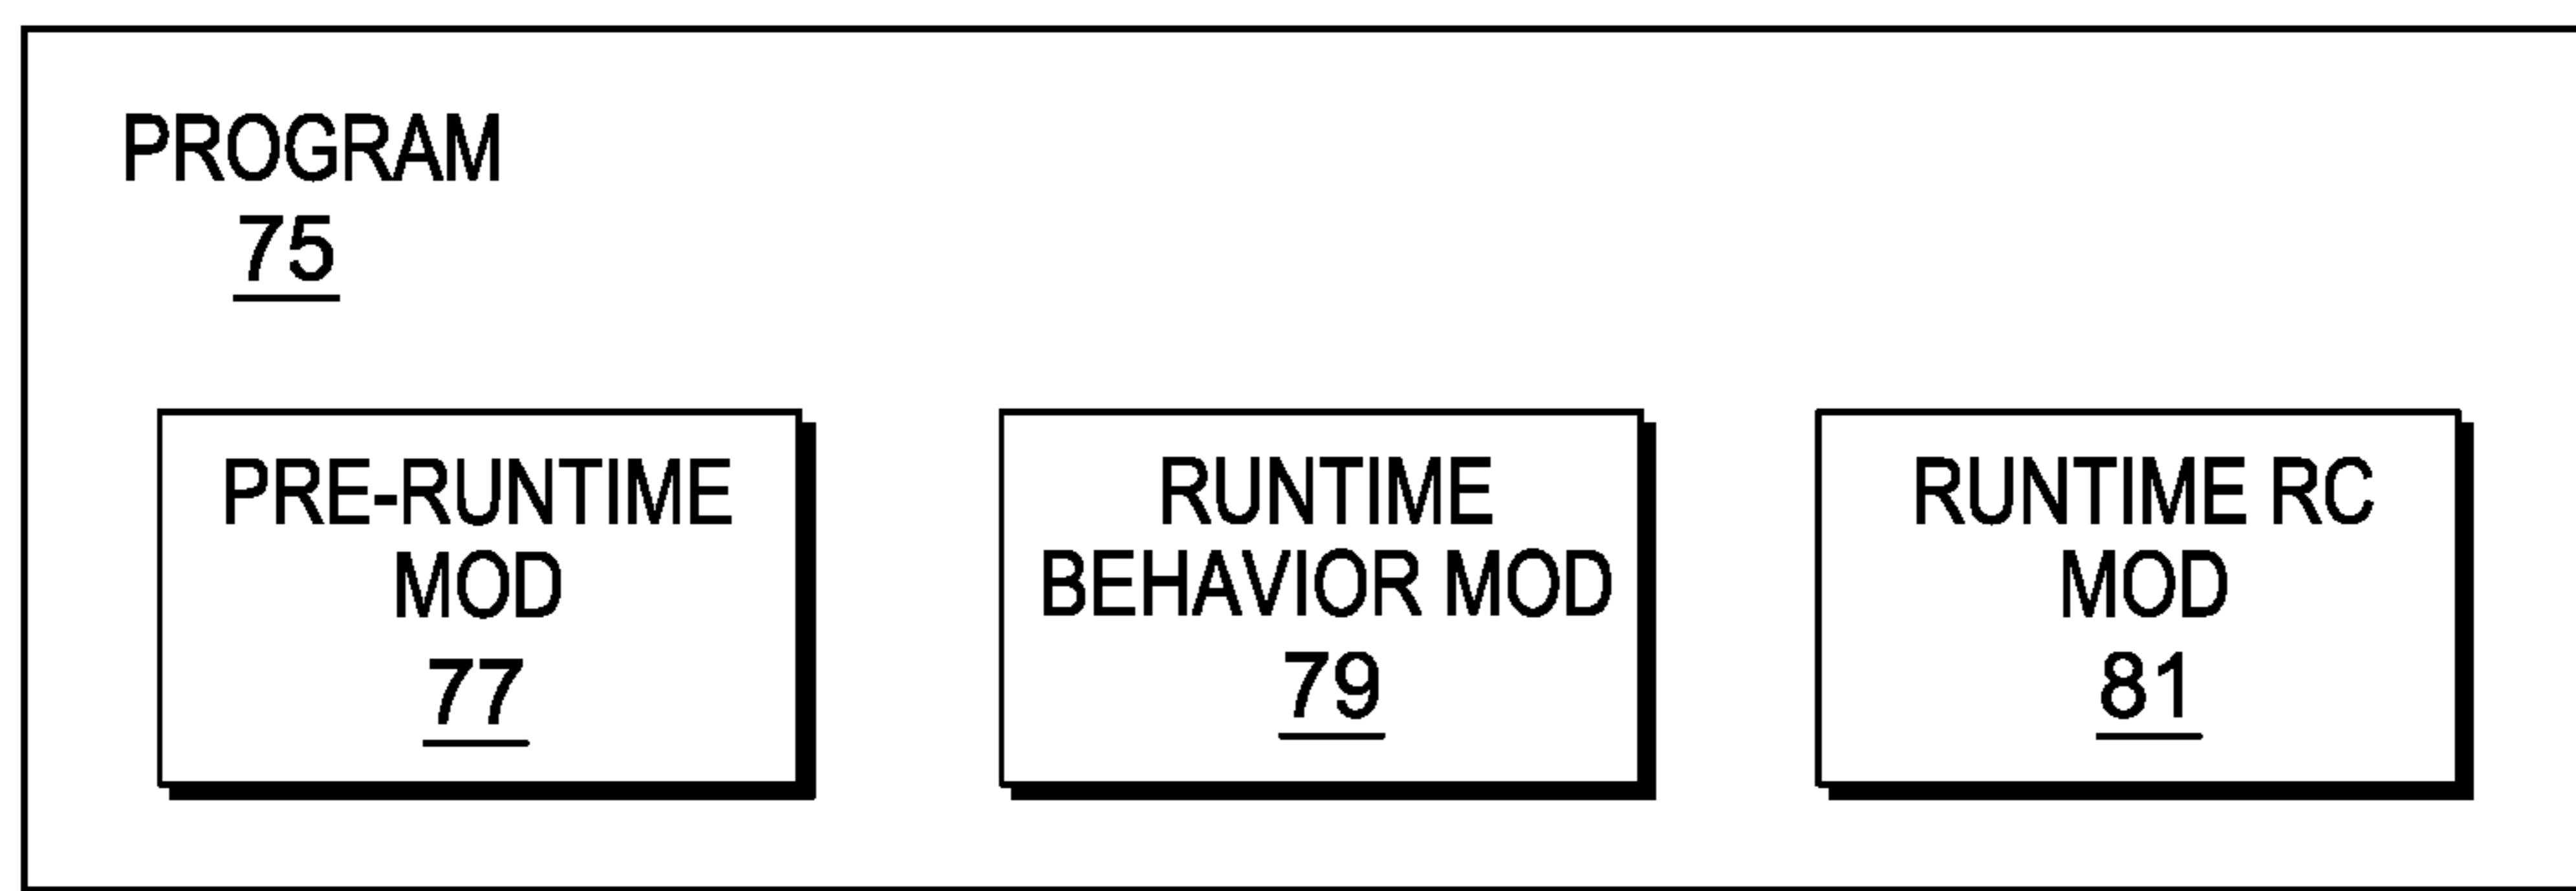 PROGRAM
75
PRE-RUNTIME
MOD
77
RUNTIME
BEHAVIOR MOD
79
RUNTIME RC
MOD
81